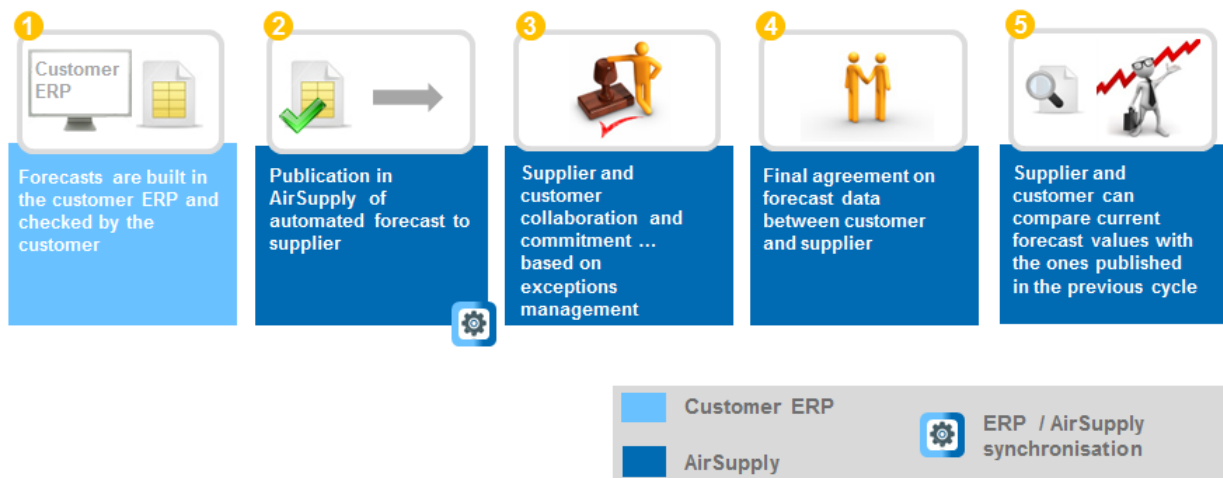 1
Customer
ERP
Forecasts are built in
the customer ERP and
checked by the
customer
2
Publication in
AirSupply of
automated forecast to
supplier
3
Supplier and
customer
collaboration and
commitment ...
based on
exceptions
management
4
Final agreement on
forecast data
between customer
and supplier
5
Supplier and
customer can
compare current
forecast values with
the ones published
in the previous cycle
Customer ERP
AirSupply
ERP / AirSupply
synchronisation